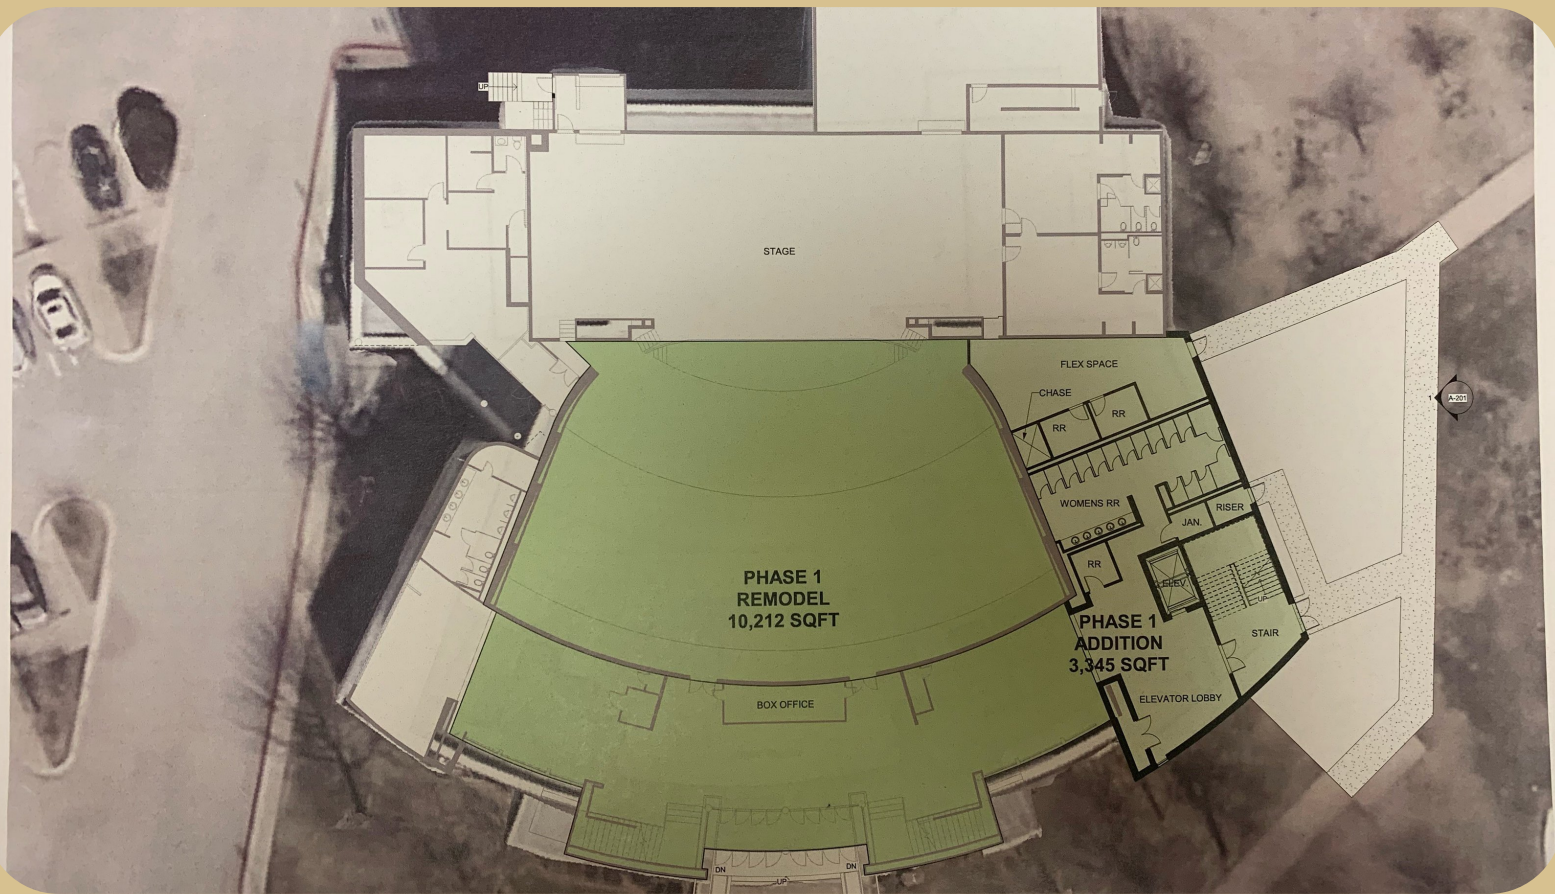 UP
STAGE
FLEX SPACE
CHASE
RR
RR
1
A-201
WOMENS RR
RISER
JAN.
RR
ELEV.
UP
PHASE 1
REMODEL
10,212 SQFT
PHASE 1
ADDITION
3,345 SQFT
STAIR
BOX OFFICE
ELEVATOR LOBBY
DN
UP
DN